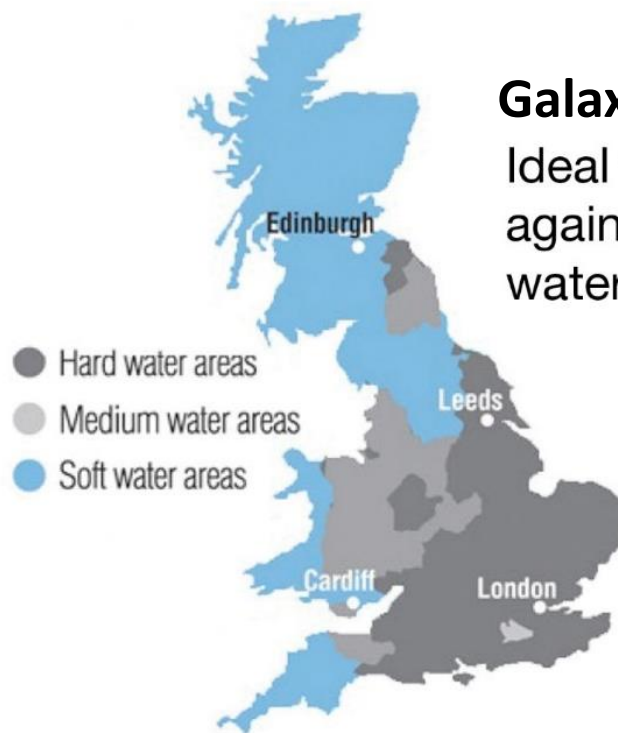 Galax
Ideal
again
water
Edinburgh
Hard water areas
Medium water areas
Soft water areas
Leeds
Cardiff
London